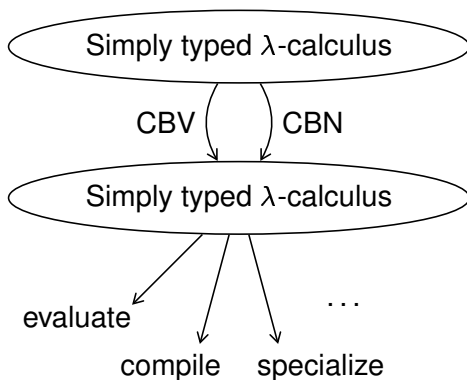 Simply typed λ-calculus
CBV CBN
Simply typed λ-calculus
evaluate
...
compile specialize